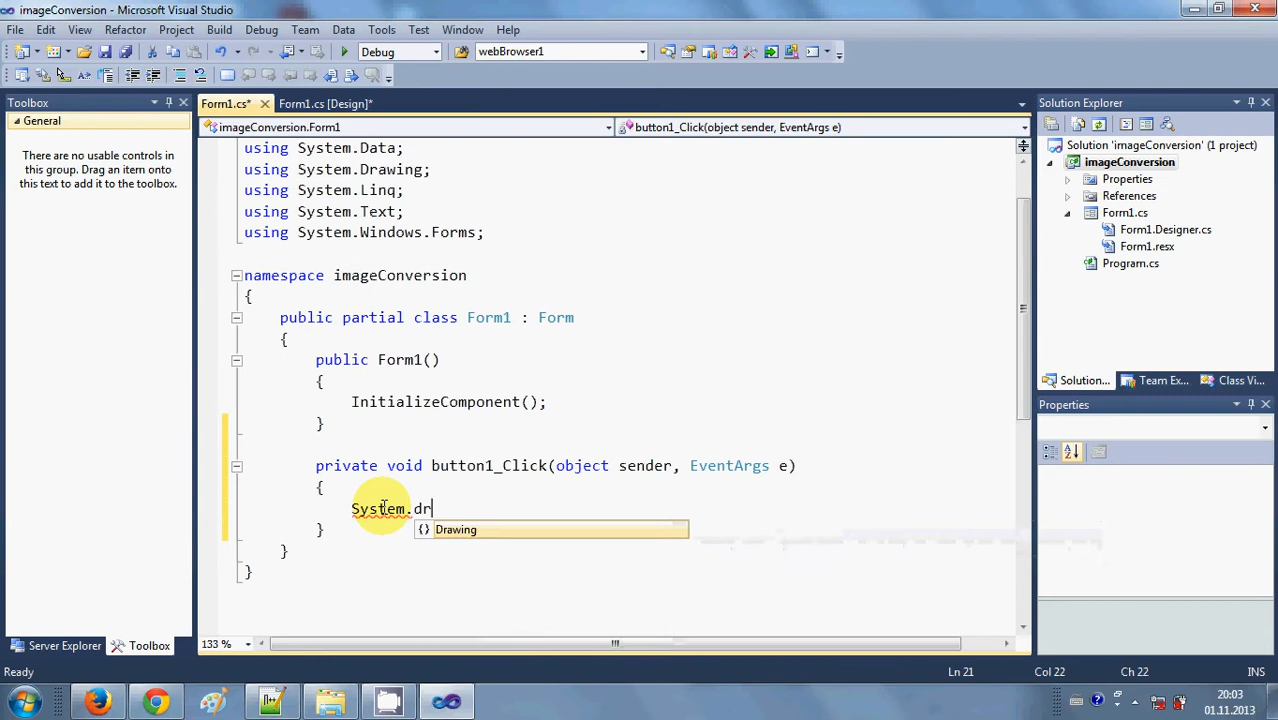 imageConversion - Microsoft Visual Studio
File Edit View Refactor Project Build Debug Team Data Tools Test Window Help
Debug webBrowser1
Toolbox
General
There are no usable controls in
this group. Drag an item onto
this text to add it to the toolbox.
Server Explorer Toolbox
Form1.cs* Form1.cs [Design]*
imageConversion.Form1 button1_Click(object sender, EventArgs e)
using System.Data;
using System.Drawing;
using System.Linq;
using System.Text;
using System.Windows.Forms;
namespace imageConversion
{
public partial class Form1 : Form
{
public Form1()
{
InitializeComponent();
}
private void button1_Click(object sender, EventArgs e)
{
System.dr
{} Drawing
}
}
}
133 %
Solution Explorer
Solution 'imageConversion' (1 project)
imageConversion
Properties
References
Form1.cs
Form1.Designer.cs
Form1.resx
Program.cs
Solution... Team Ex... Class Vi...
Properties
Ready Ln 21 Col 22 Ch 22 INS
20:03
01.11.2013